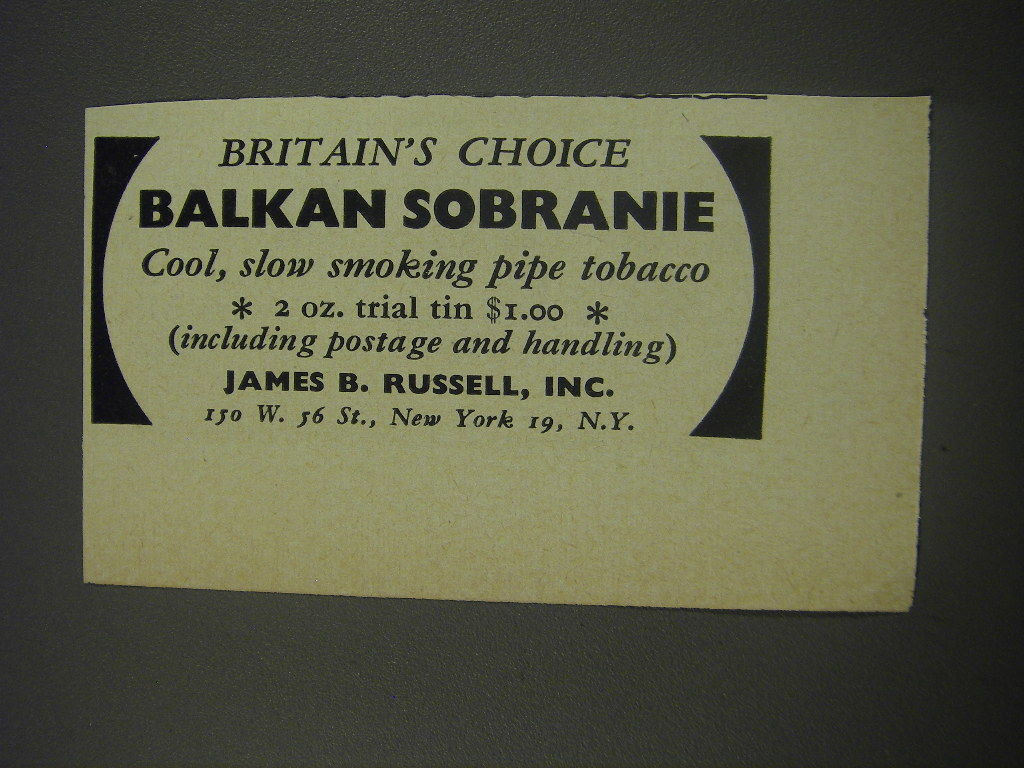 BRITAIN'S CHOICE
BALKAN SOBRANIE
Cool, slow smoking pipe tobacco
* 2 oz. trial tin $1.00 *
(including postage and handling)
JAMES B. RUSSELL, INC.
150 W. 56 St., New York 19, N.Y.